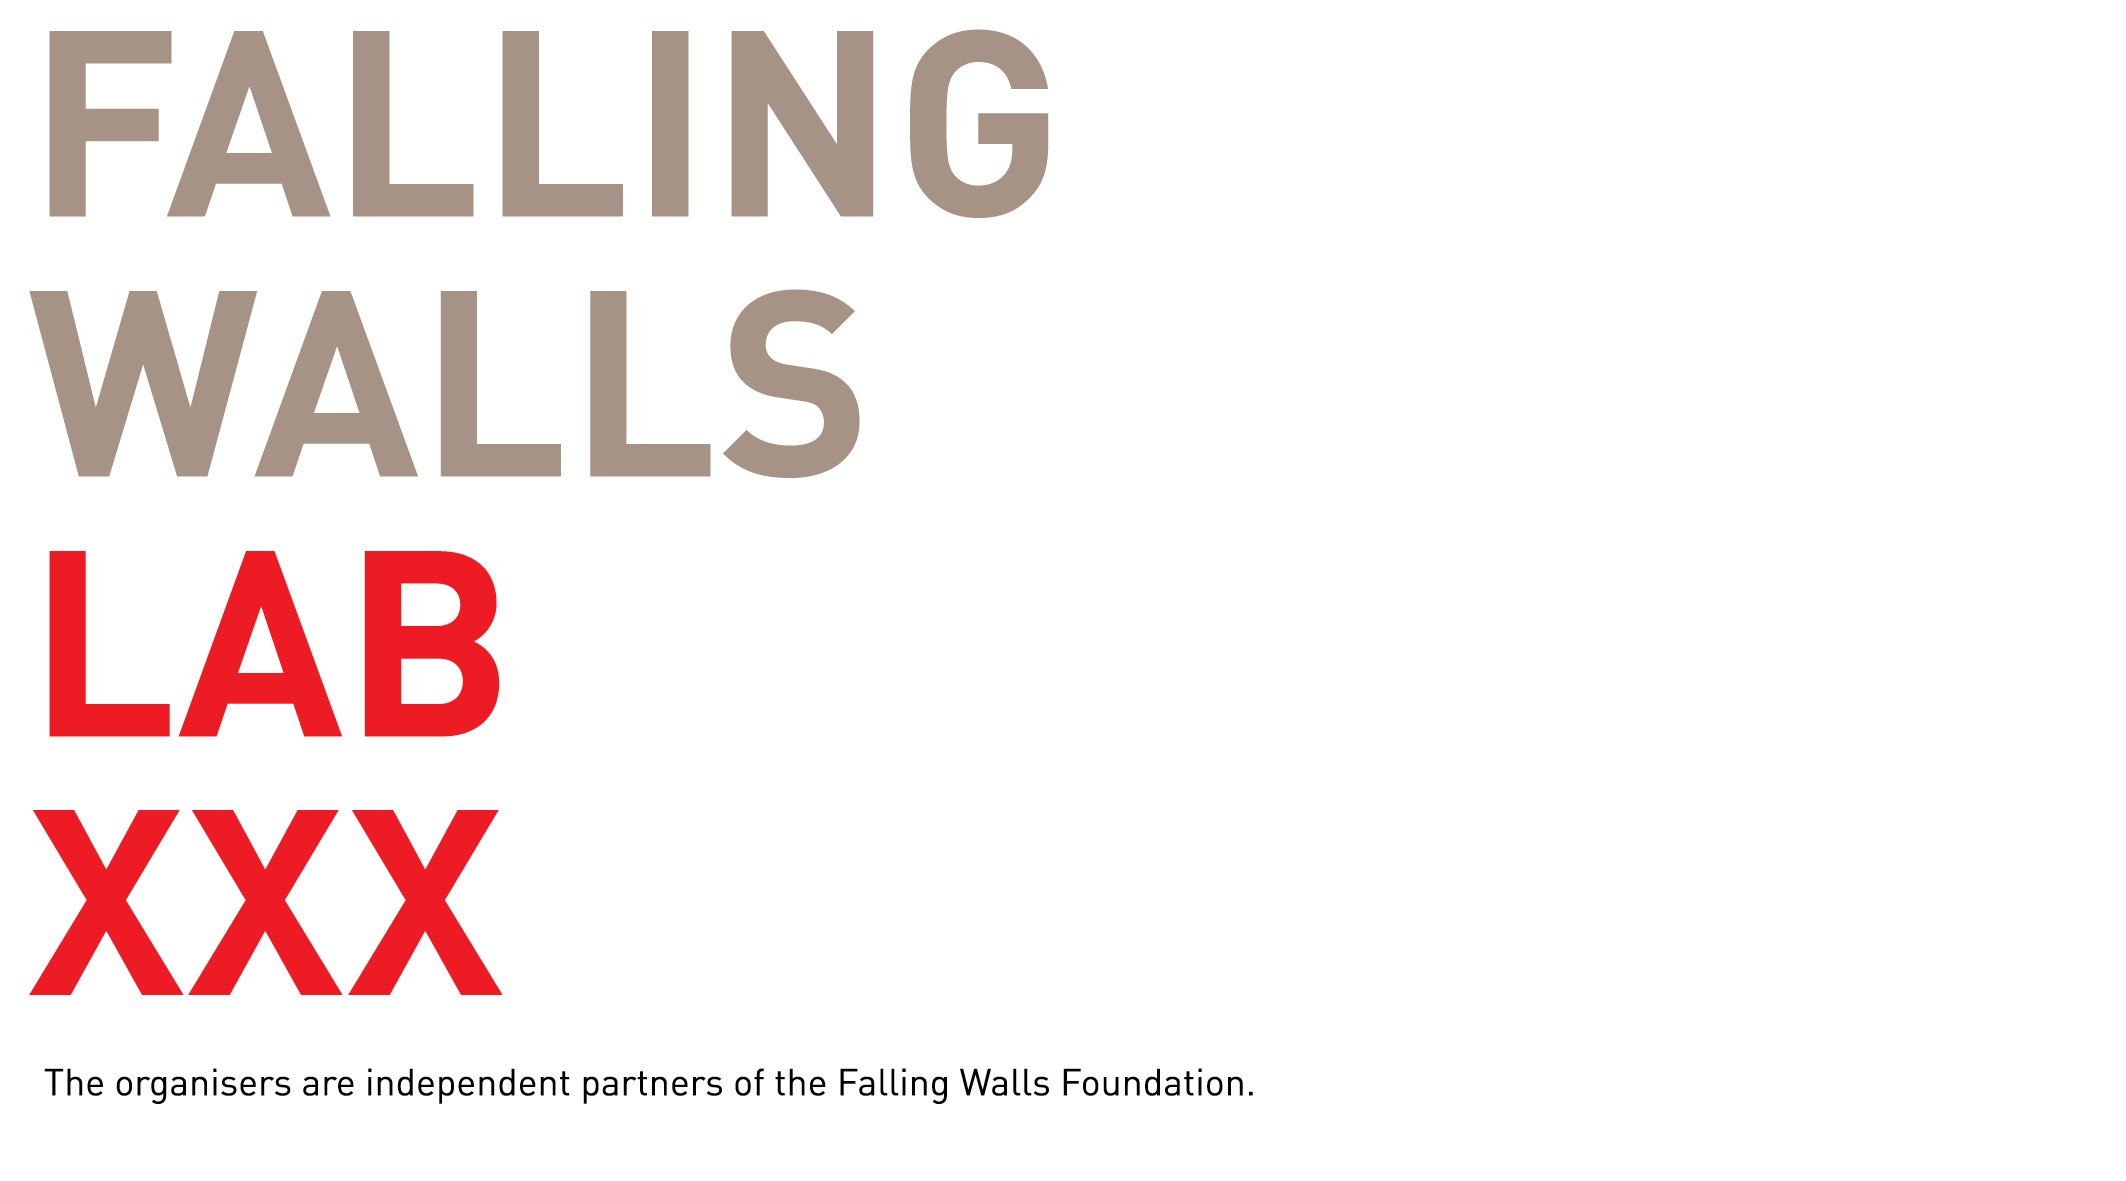 FALLING
WALLS
LAB
XXX
The organisers are independent partners of the Falling Walls Foundation.